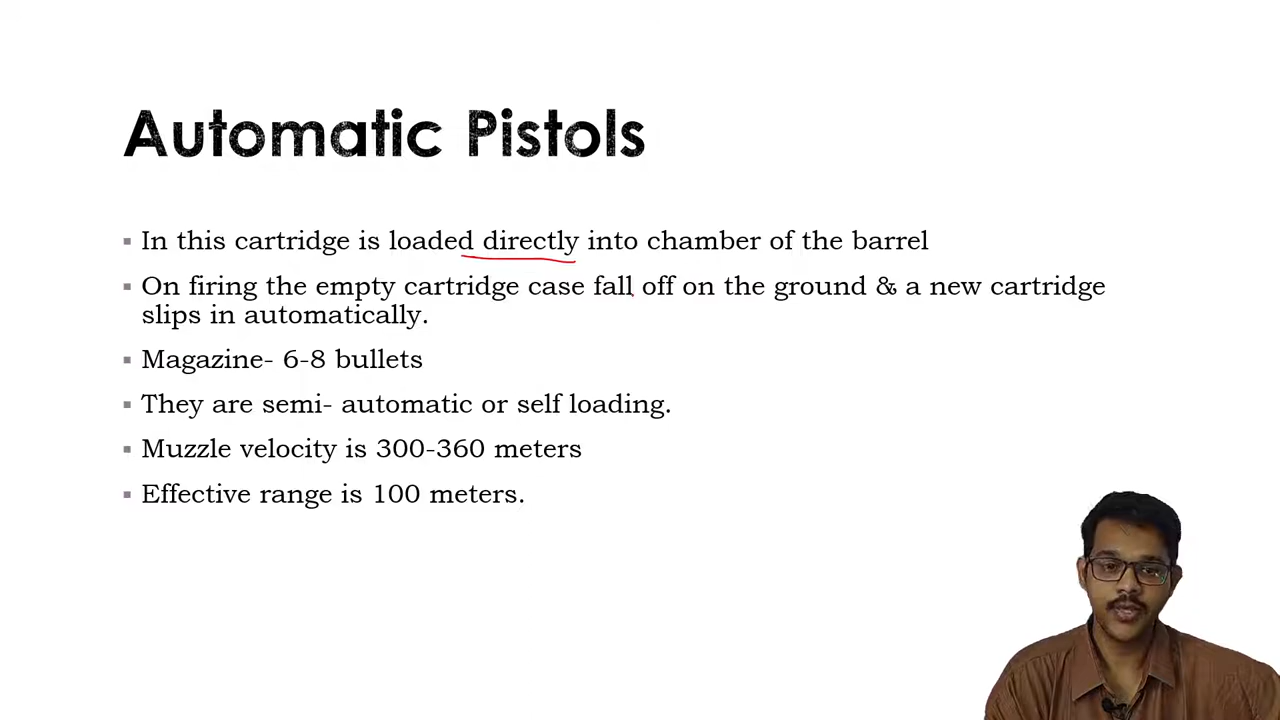 Automatic Pistols
In this cartridge is loaded directly into chamber of the barrel
On firing the empty cartridge case fall off on the ground & a new cartridge
slips in automatically.
Magazine- 6-8 bullets
They are semi- automatic or self loading.
Muzzle velocity is 300-360 meters
Effective range is 100 meters.